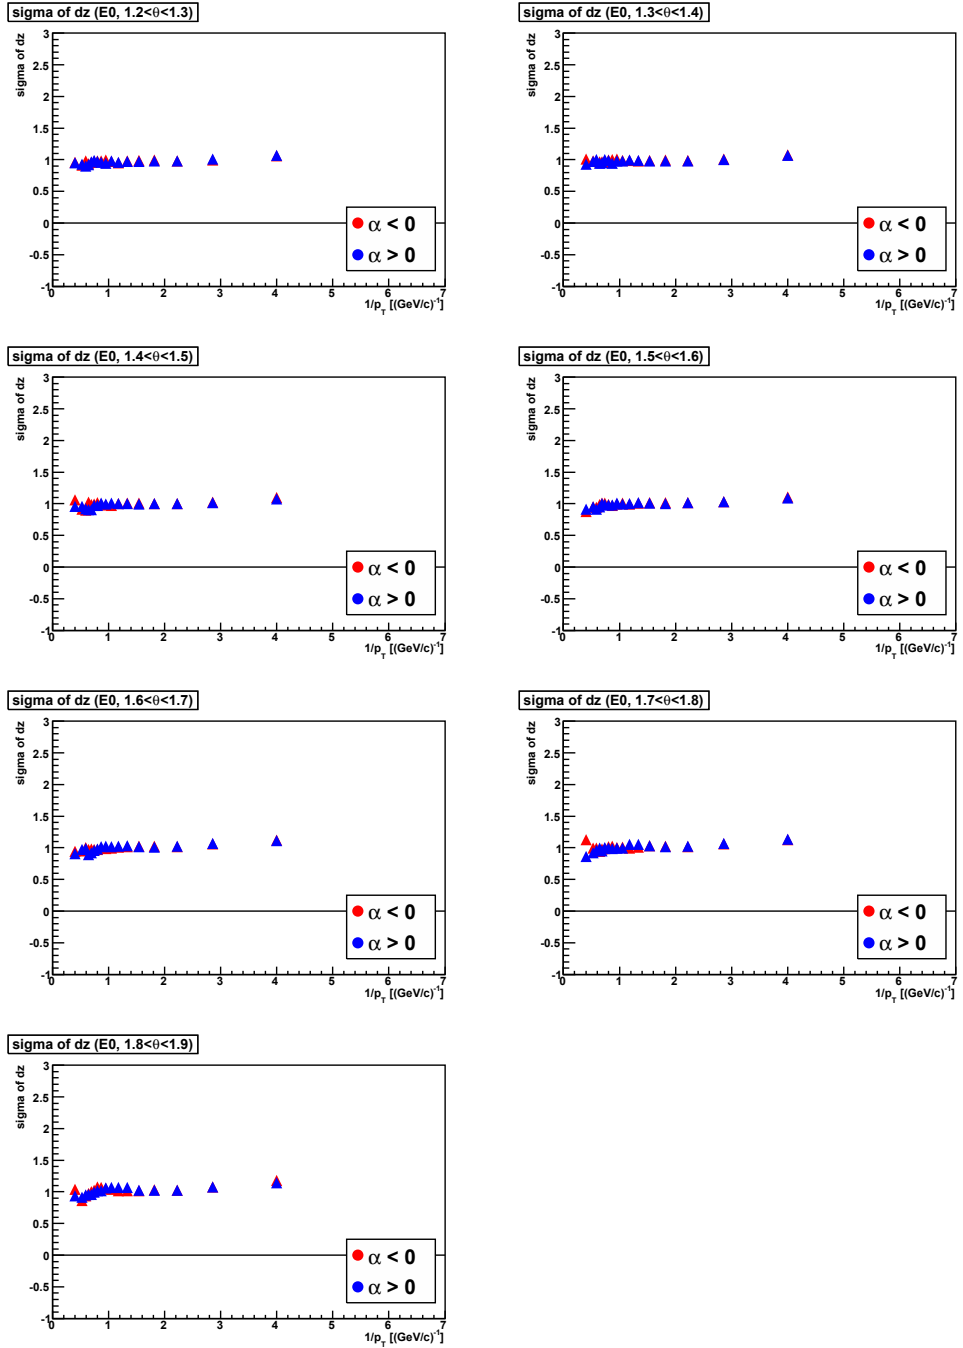 sigma of dz (E0, 1.2<θ<1.3)
sigma of dz
3
2.5
2
1.5
1
0.5
0
-0.5
-1
0 1 2 3 4 5 6 7
1/p_T [(GeV/c)^-1]
α < 0
α > 0
sigma of dz (E0, 1.3<θ<1.4)
sigma of dz
3
2.5
2
1.5
1
0.5
0
-0.5
-1
0 1 2 3 4 5 6 7
1/p_T [(GeV/c)^-1]
α < 0
α > 0
sigma of dz (E0, 1.4<θ<1.5)
sigma of dz
3
2.5
2
1.5
1
0.5
0
-0.5
-1
0 1 2 3 4 5 6 7
1/p_T [(GeV/c)^-1]
α < 0
α > 0
sigma of dz (E0, 1.5<θ<1.6)
sigma of dz
3
2.5
2
1.5
1
0.5
0
-0.5
-1
0 1 2 3 4 5 6 7
1/p_T [(GeV/c)^-1]
α < 0
α > 0
sigma of dz (E0, 1.6<θ<1.7)
sigma of dz
3
2.5
2
1.5
1
0.5
0
-0.5
-1
0 1 2 3 4 5 6 7
1/p_T [(GeV/c)^-1]
α < 0
α > 0
sigma of dz (E0, 1.7<θ<1.8)
sigma of dz
3
2.5
2
1.5
1
0.5
0
-0.5
-1
0 1 2 3 4 5 6 7
1/p_T [(GeV/c)^-1]
α < 0
α > 0
sigma of dz (E0, 1.8<θ<1.9)
sigma of dz
3
2.5
2
1.5
1
0.5
0
-0.5
-1
0 1 2 3 4 5 6 7
1/p_T [(GeV/c)^-1]
α < 0
α > 0